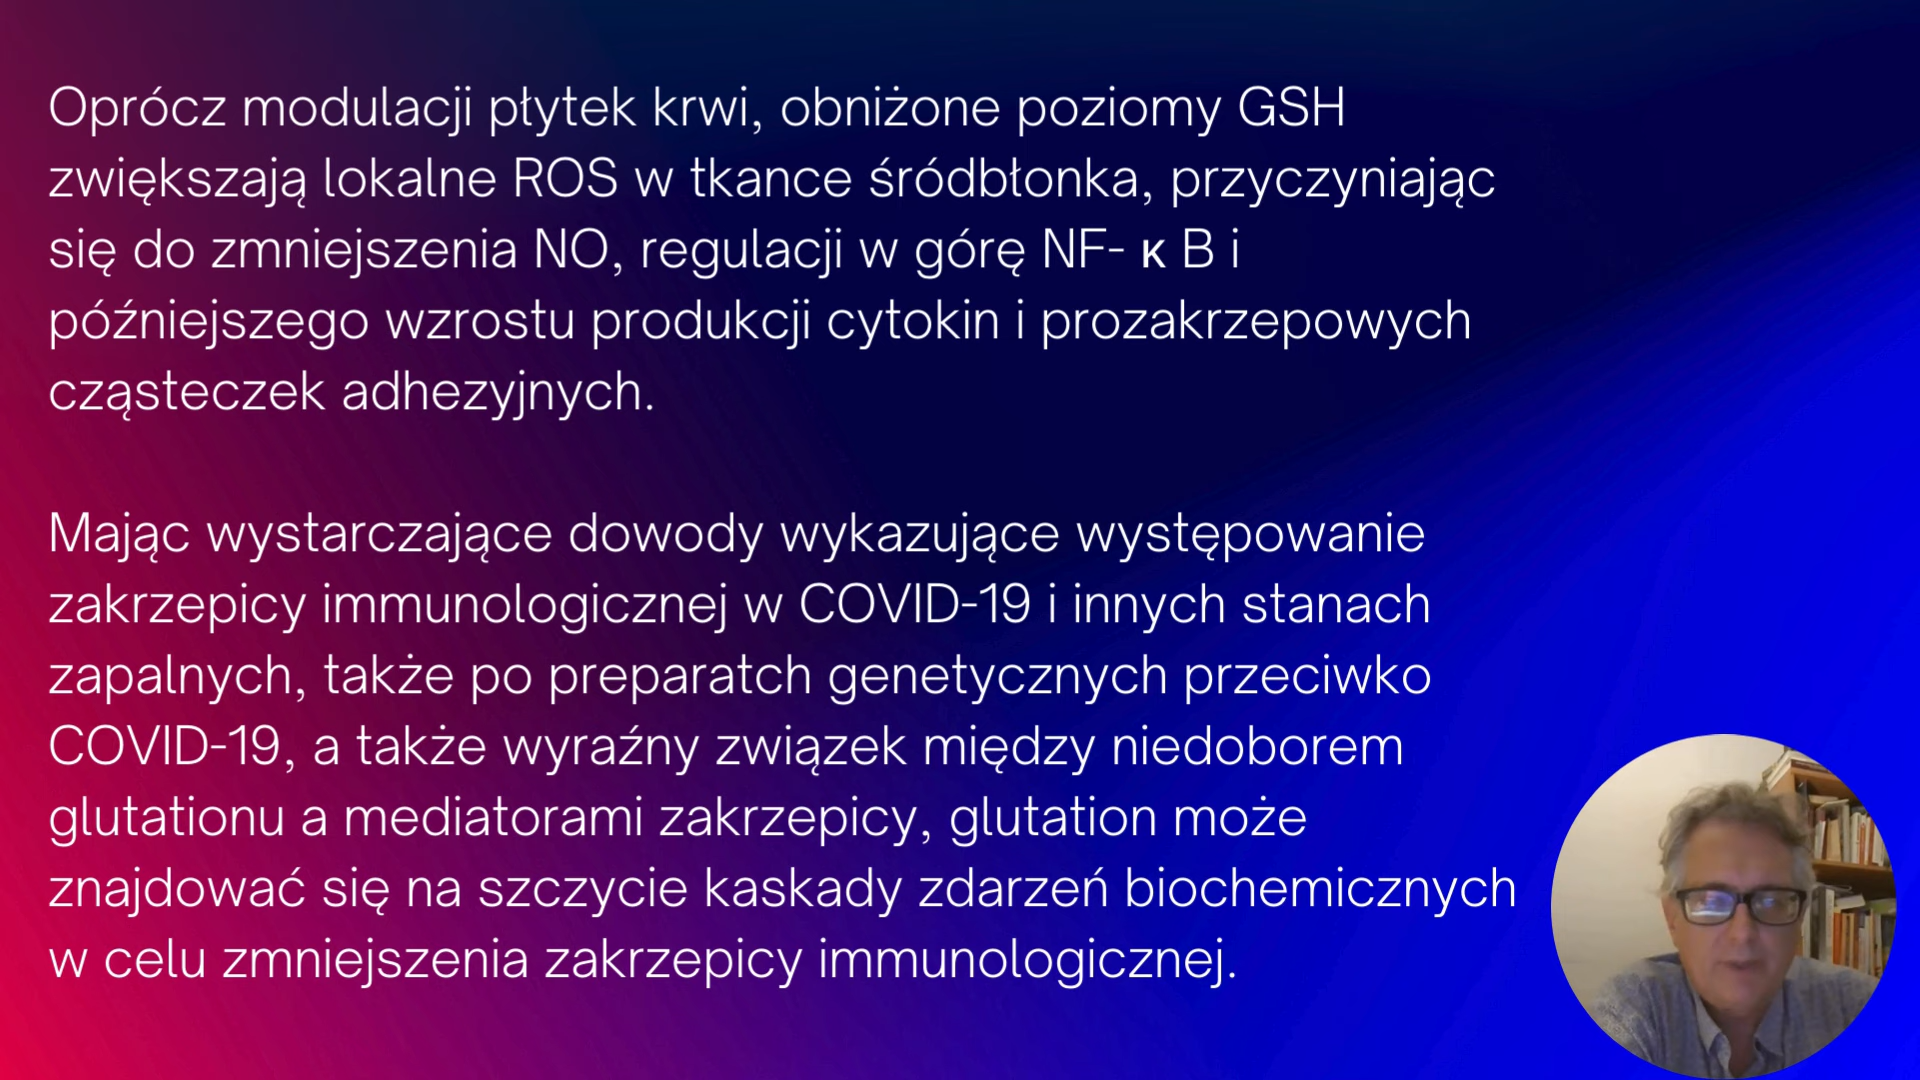 Oprócz modulacji płytek krwi, obniżone poziomy GSH
zwiększają lokalne ROS w tkance śródbłonka, przyczyniając
się do zmniejszenia NO, regulacji w górę NF- κ B i
późniejszego wzrostu produkcji cytokin i prozakrzepowych
cząsteczek adhezyjnych.
Mając wystarczające dowody wykazujące występowanie
zakrzepicy immunologicznej w COVID-19 i innych stanach
zapalnych, także po preparatch genetycznych przeciwko
COVID-19, a także wyraźny związek między niedoborem
glutationu a mediatorami zakrzepicy, glutation może
znajdować się na szczycie kaskady zdarzeń biochemicznych
w celu zmniejszenia zakrzepicy immunologicznej.